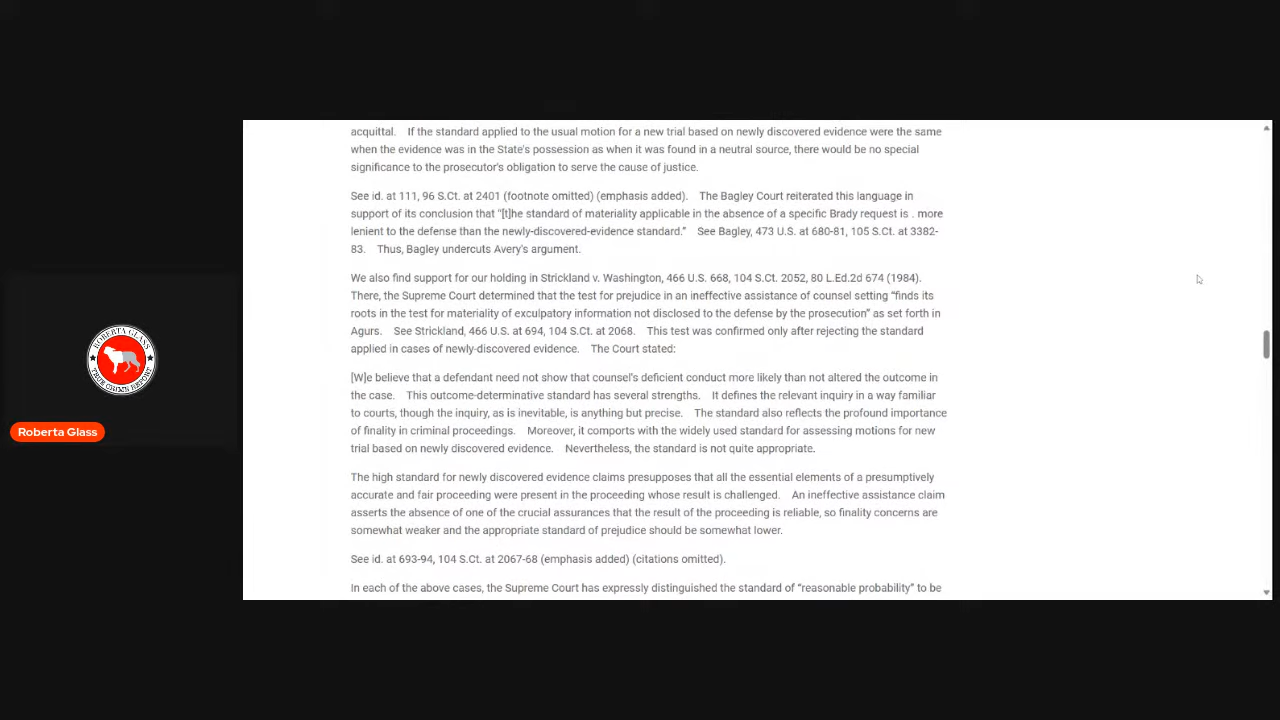 acquittal. If the standard applied to the usual motion for a new trial based on newly discovered evidence were the same
when the evidence was in the State's possession as when it was found in a neutral source, there would be no special
significance to the prosecutor's obligation to serve the cause of justice.
See id. at 111, 96 S.Ct. at 2401 (footnote omitted) (emphasis added). The Bagley Court reiterated this language in
support of its conclusion that "[t]he standard of materiality applicable in the absence of a specific Brady request is . more
lenient to the defense than the newly-discovered-evidence standard." See Bagley, 473 U.S. at 680-81, 105 S.Ct. at 3382-
83. Thus, Bagley undercuts Avery's argument.
We also find support for our holding in Strickland v. Washington, 466 U.S. 668, 104 S.Ct. 2052, 80 L.Ed.2d 674 (1984).
There, the Supreme Court determined that the test for prejudice in an ineffective assistance of counsel setting "finds its
roots in the test for materiality of exculpatory information not disclosed to the defense by the prosecution" as set forth in
Agurs. See Strickland, 466 U.S. at 694, 104 S.Ct. at 2068. This test was confirmed only after rejecting the standard
applied in cases of newly-discovered evidence. The Court stated:
[W]e believe that a defendant need not show that counsel's deficient conduct more likely than not altered the outcome in
the case. This outcome-determinative standard has several strengths. It defines the relevant inquiry in a way familiar
to courts, though the inquiry, as is inevitable, is anything but precise. The standard also reflects the profound importance
of finality in criminal proceedings. Moreover, it comports with the widely used standard for assessing motions for new
trial based on newly discovered evidence. Nevertheless, the standard is not quite appropriate.
The high standard for newly discovered evidence claims presupposes that all the essential elements of a presumptively
accurate and fair proceeding were present in the proceeding whose result is challenged. An ineffective assistance claim
asserts the absence of one of the crucial assurances that the result of the proceeding is reliable, so finality concerns are
somewhat weaker and the appropriate standard of prejudice should be somewhat lower.
See id. at 693-94, 104 S.Ct. at 2067-68 (emphasis added) (citations omitted).
In each of the above cases, the Supreme Court has expressly distinguished the standard of "reasonable probability" to be
ROBERTA GLASS
TRUE CRIME REPORT
Roberta Glass